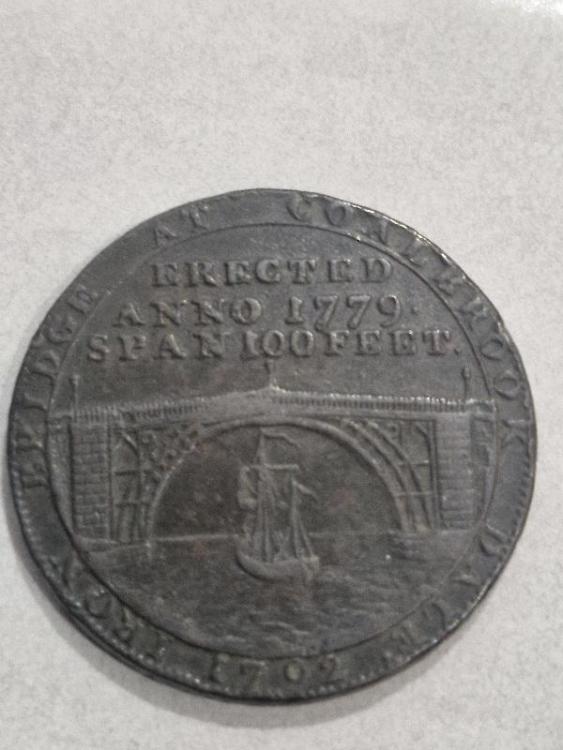 IRON BRIDGE AT COALBROOK DALE. 1792
ERECTED
ANNO 1779.
SPAN 100 FEET.